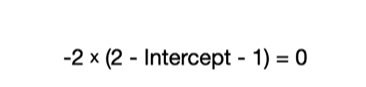 -2 × (2 - Intercept - 1) = 0